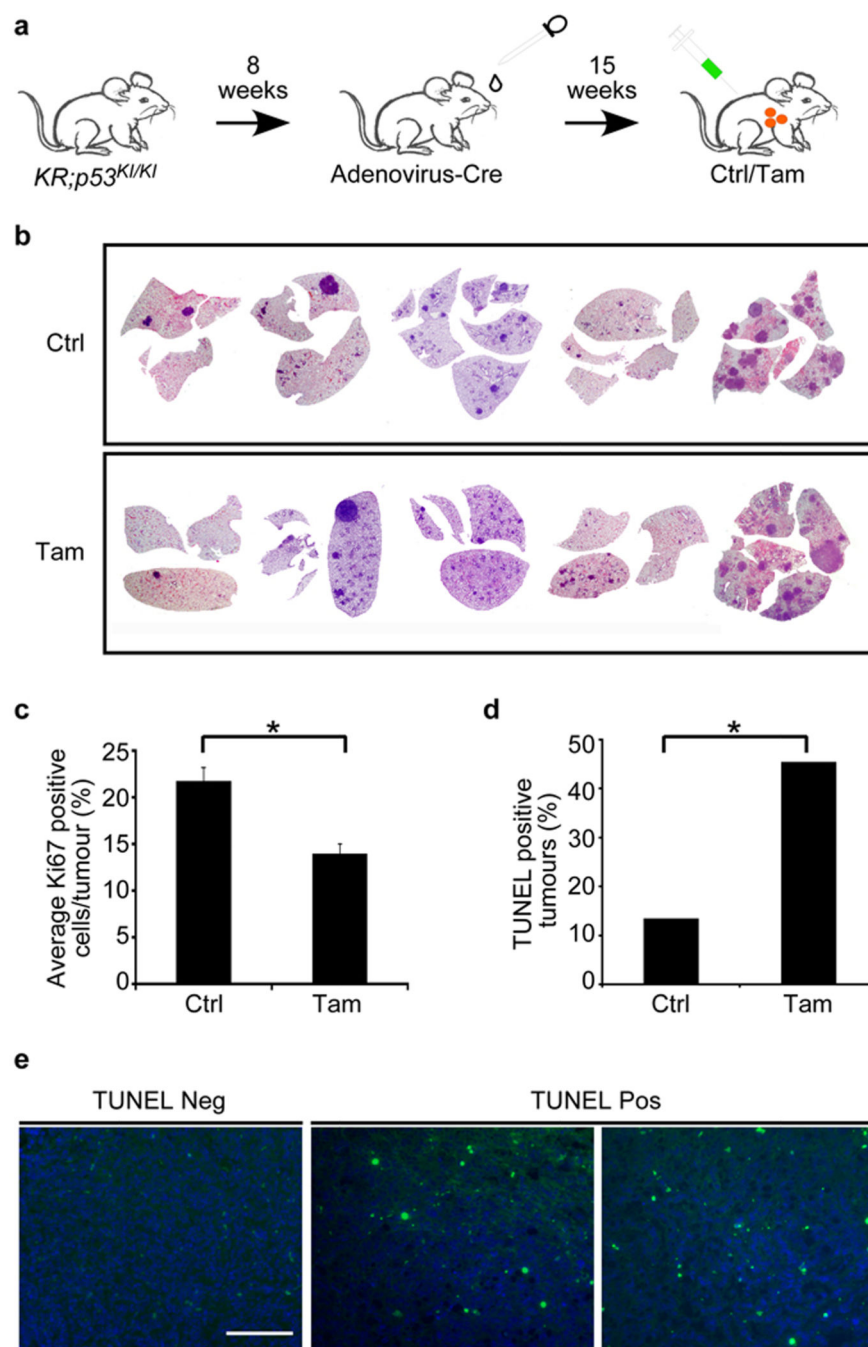 a
8
weeks
15
weeks
KR;p53KI/KI
Adenovirus-Cre
Ctrl/Tam
b
Ctrl
Tam
c
*
Average Ki67 positive
cells/tumour (%)
25
20
15
10
5
0
Ctrl
Tam
d
*
TUNEL positive
tumours (%)
50
40
30
20
10
0
Ctrl
Tam
e
TUNEL Neg
TUNEL Pos